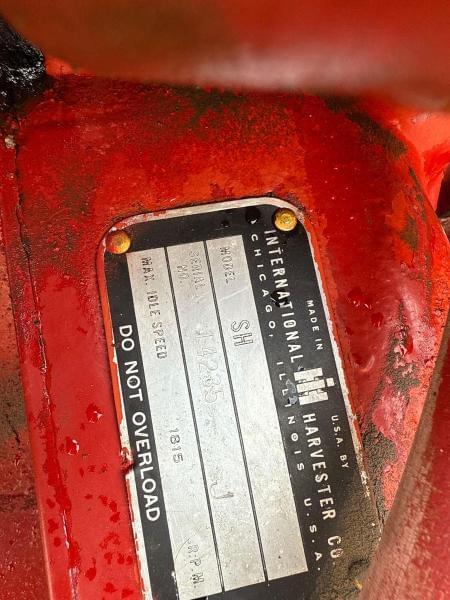 MADE IN U.S.A. BY
INTERNATIONAL IH HARVESTER CO
CHICAGO, ILLINOIS U.S.A.
MODEL SH
SERIAL NO. J
MAX. IDLE SPEED 1815 R.P.M.
DO NOT OVERLOAD